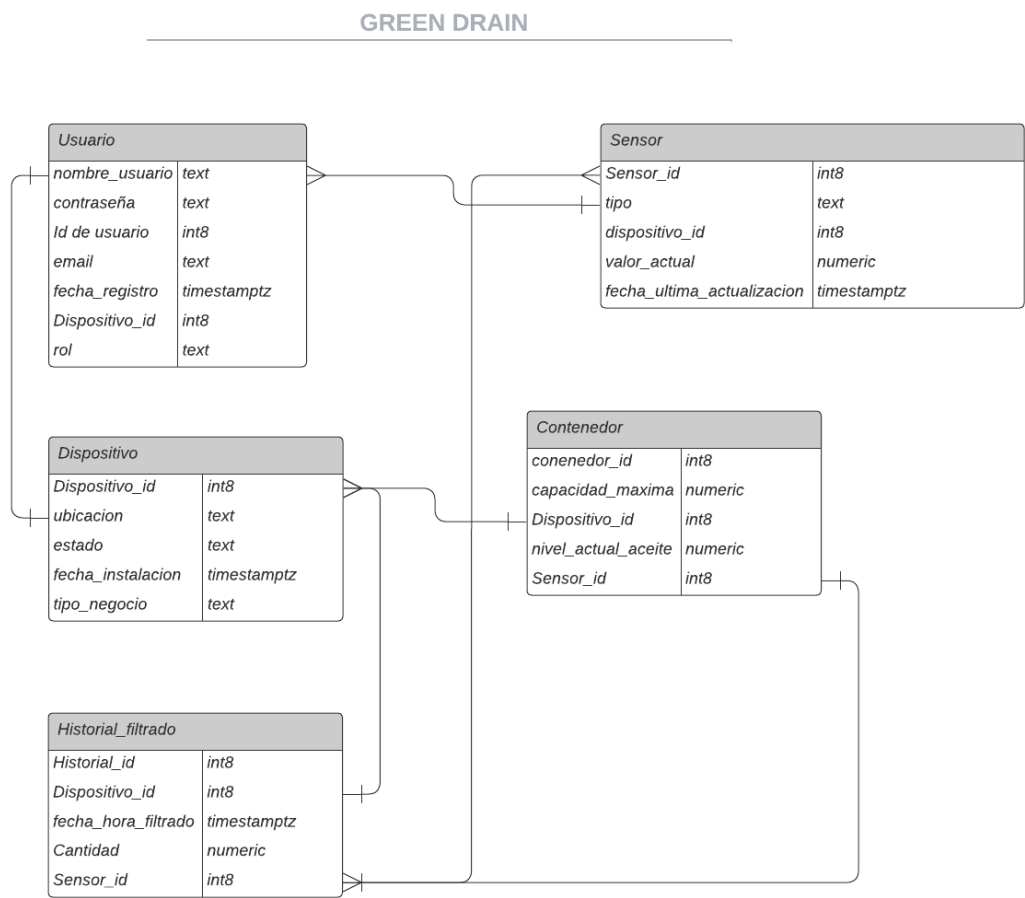 GREEN DRAIN
Usuario
nombre_usuario text
contraseña text
Id de usuario int8
email text
fecha_registro timestamptz
Dispositivo_id int8
rol text
Sensor
Sensor_id int8
tipo text
dispositivo_id int8
valor_actual numeric
fecha_ultima_actualizacion timestamptz
Dispositivo
Dispositivo_id int8
ubicacion text
estado text
fecha_instalacion timestamptz
tipo_negocio text
Contenedor
conenedor_id int8
capacidad_maxima numeric
Dispositivo_id int8
nivel_actual_aceite numeric
Sensor_id int8
Historial_filtrado
Historial_id int8
Dispositivo_id int8
fecha_hora_filtrado timestamptz
Cantidad numeric
Sensor_id int8